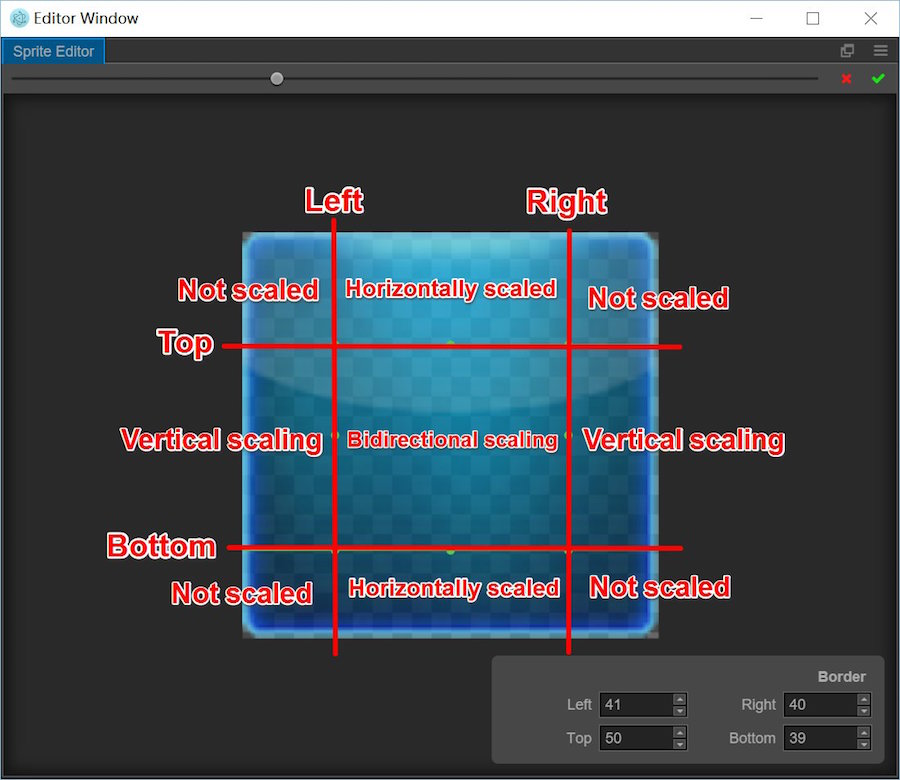 Editor Window
Sprite Editor
Left
Right
Not scaled
Horizontally scaled
Not scaled
Top
Vertical scaling
Bidirectional scaling
Vertical scaling
Bottom
Not scaled
Horizontally scaled
Not scaled
Border
Left 41 Right 40
Top 50 Bottom 39